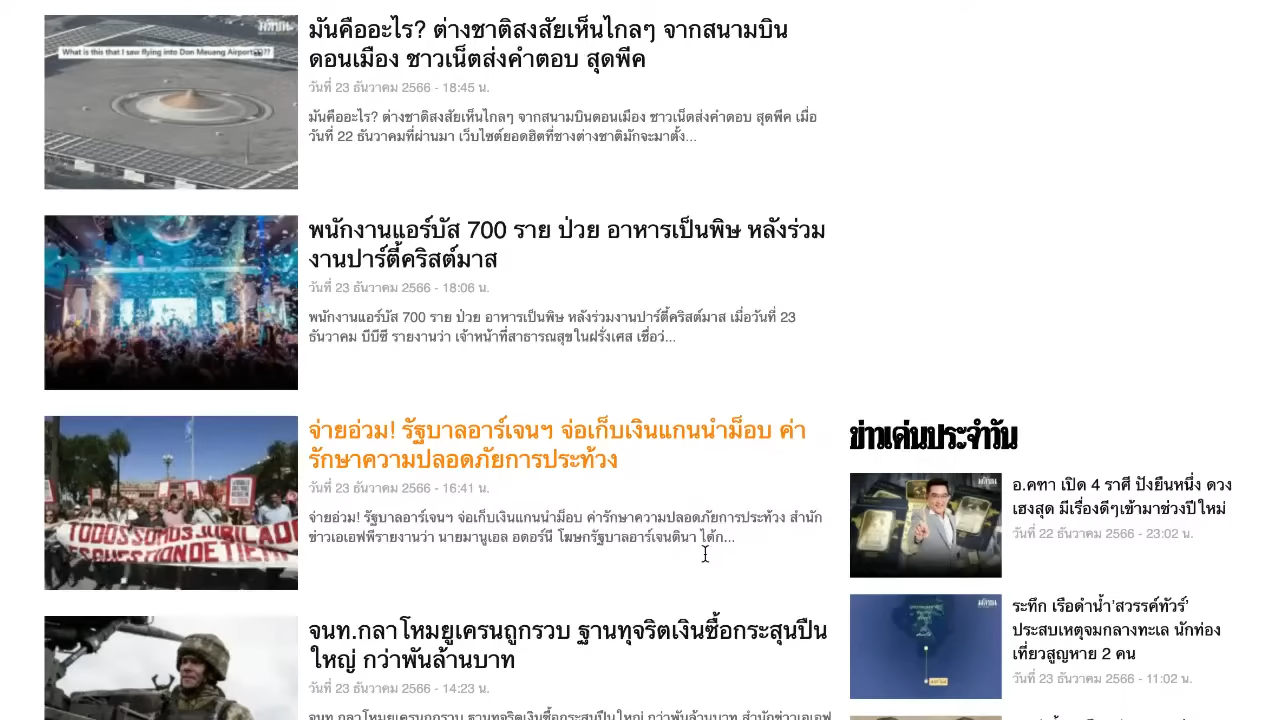 มติชน
What is this that I saw flying into Don Meuang Airport👀??
มันคืออะไร? ต่างชาติสงสัยเห็นไกลๆ จากสนามบิน
ดอนเมือง ชาวเน็ตส่งคำตอบ สุดพีค
วันที่ 23 ธันวาคม 2566 - 18:45 น.
มันคืออะไร? ต่างชาติสงสัยเห็นไกลๆ จากสนามบินดอนเมือง ชาวเน็ตส่งคำตอบ สุดพีค เมื่อ
วันที่ 22 ธันวาคมที่ผ่านมา เว็บไซต์ยอดฮิตที่ชางต่างชาติมักจะมาตั้ง...
พนักงานแอร์บัส 700 ราย ป่วย อาหารเป็นพิษ หลังร่วม
งานปาร์ตี้คริสต์มาส
วันที่ 23 ธันวาคม 2566 - 18:06 น.
พนักงานแอร์บัส 700 ราย ป่วย อาหารเป็นพิษ หลังร่วมงานปาร์ตี้คริสต์มาส เมื่อวันที่ 23
ธันวาคม บีบีซี รายงานว่า เจ้าหน้าที่สาธารณสุขในฝรั่งเศส เชื่อว่...
จ่ายอ่วม! รัฐบาลอาร์เจนฯ จ่อเก็บเงินแกนนำม็อบ ค่า
รักษาความปลอดภัยการประท้วง
วันที่ 23 ธันวาคม 2566 - 16:41 น.
จ่ายอ่วม! รัฐบาลอาร์เจนฯ จ่อเก็บเงินแกนนำม็อบ ค่ารักษาความปลอดภัยการประท้วง สำนัก
ข่าวเอเอฟพีรายงานว่า นายมานูเอล อดอร์นี โฆษกรัฐบาลอาร์เจนตินา ได้ก...
TODOS SOMOS JUBILADO
ES CUESTION DE TIEM
จนท.กลาโหมยูเครนถูกรวบ ฐานทุจริตเงินซื้อกระสุนปืน
ใหญ่ กว่าพันล้านบาท
วันที่ 23 ธันวาคม 2566 - 14:23 น.
จนท.กลาโหมยูเครนถูกรวบ ฐานทุจริตเงินซื้อกระสุนปืนใหญ่ กว่าพันล้านบาท สำนักข่าวเอเอฟ
ข่าวเด่นประจำวัน
มติชน
อ.คฑา เปิด 4 ราศี ปังยืนหนึ่ง ดวง
เฮงสุด มีเรื่องดีๆเข้ามาช่วงปีใหม่
วันที่ 22 ธันวาคม 2566 - 23:02 น.
มติชน
ระทึก เรือดำน้ำ'สวรรค์ทัวร์'
ประสบเหตุจมกลางทะเล นักท่อง
เที่ยวสูญหาย 2 คน
วันที่ 23 ธันวาคม 2566 - 11:02 น.